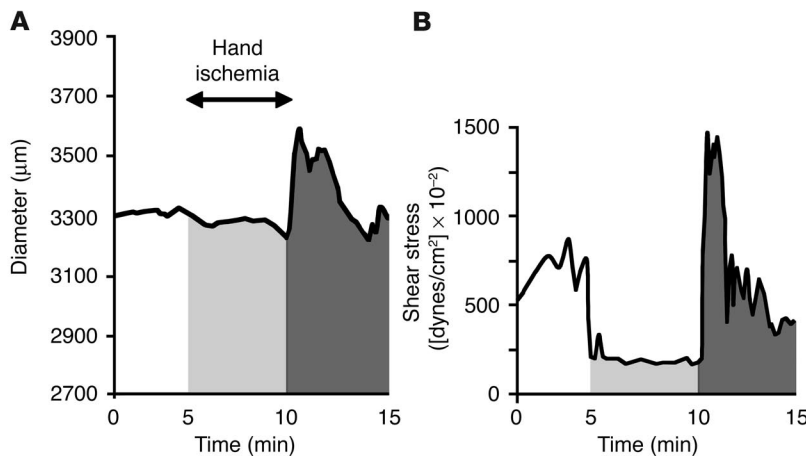 A
3900
3700
3500
3300
3100
2900
2700
Diameter (μm)
Hand
ischemia
0 5 10 15
Time (min)
B
1500
1000
500
0
Shear stress
([dynes/cm²] × 10⁻²)
0 5 10 15
Time (min)